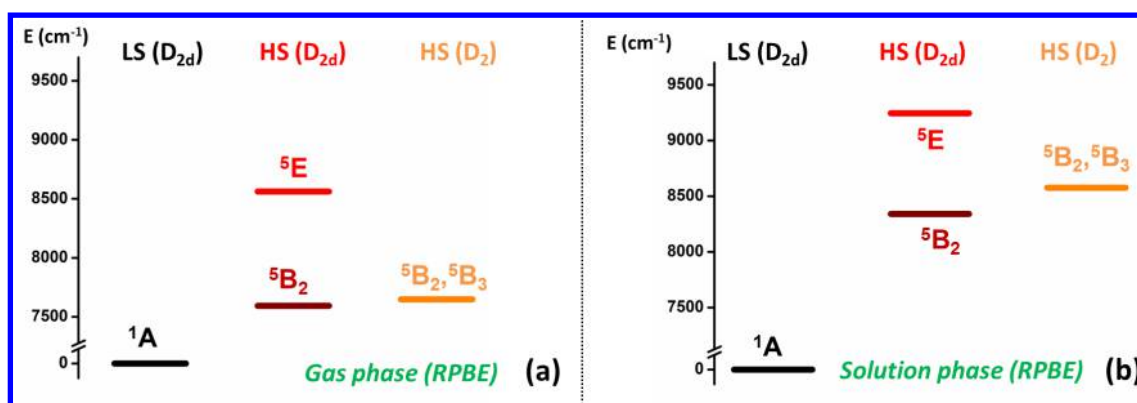 E (cm⁻¹)
LS (D₂d) HS (D₂d) HS (D₂)
9500
9000
⁵E
8500
8000
⁵B₂ ⁵B₂,⁵B₃
7500
¹A
0
Gas phase (RPBE) (a)
E (cm⁻¹)
LS (D₂d) HS (D₂d) HS (D₂)
9500
9000
⁵E ⁵B₂,⁵B₃
8500
⁵B₂
8000
7500
¹A
0
Solution phase (RPBE) (b)